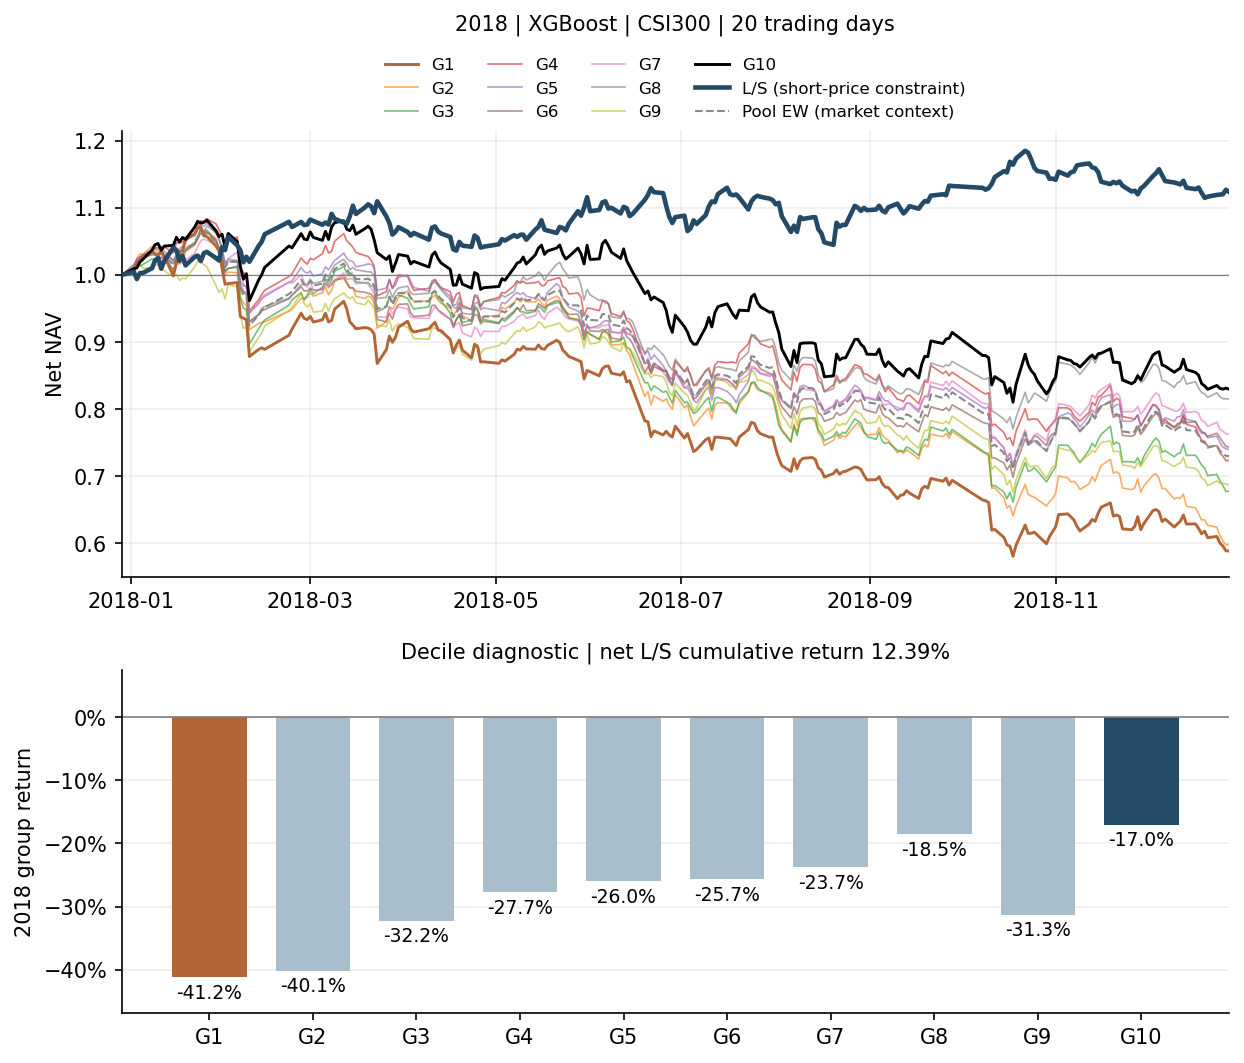 2018 | XGBoost | CSI300 | 20 trading days
G1 G4 G7 G10
G2 G5 G8 L/S (short-price constraint)
G3 G6 G9 Pool EW (market context)
Net NAV
1.2
1.1
1.0
0.9
0.8
0.7
0.6
2018-01 2018-03 2018-05 2018-07 2018-09 2018-11
Decile diagnostic | net L/S cumulative return 12.39%
2018 group return
0%
−10%
−20%
−30%
−40%
-41.2% -40.1% -32.2% -27.7% -26.0% -25.7% -23.7% -18.5% -31.3% -17.0%
G1 G2 G3 G4 G5 G6 G7 G8 G9 G10